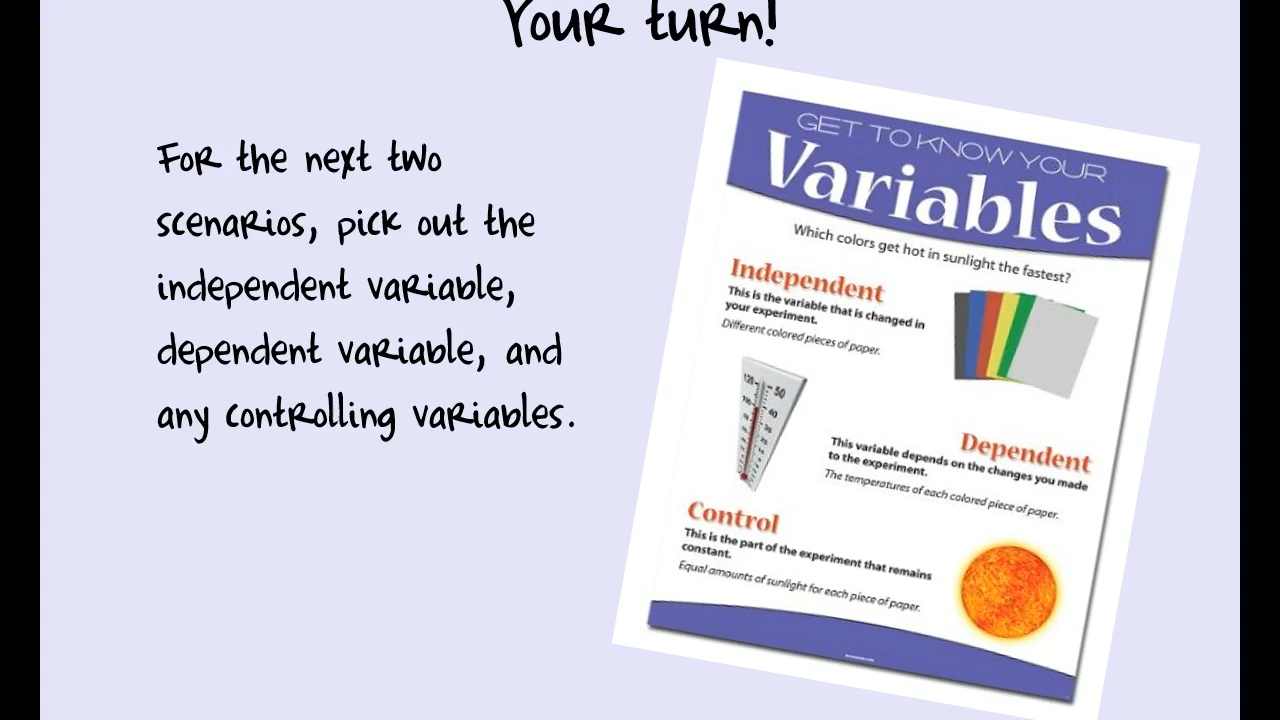 Your turn!
For the next two
scenarios, pick out the
independent variable,
dependent variable, and
any controlling variables.
GET TO KNOW YOUR
Variables
Which colors get hot in sunlight the fastest?
Independent
This is the variable that is changed in
your experiment.
Different colored pieces of paper.
120
50
100
40
Dependent
This variable depends on the changes you made
to the experiment.
The temperatures of each colored piece of paper.
Control
This is the part of the experiment that remains
constant.
Equal amounts of sunlight for each piece of paper.